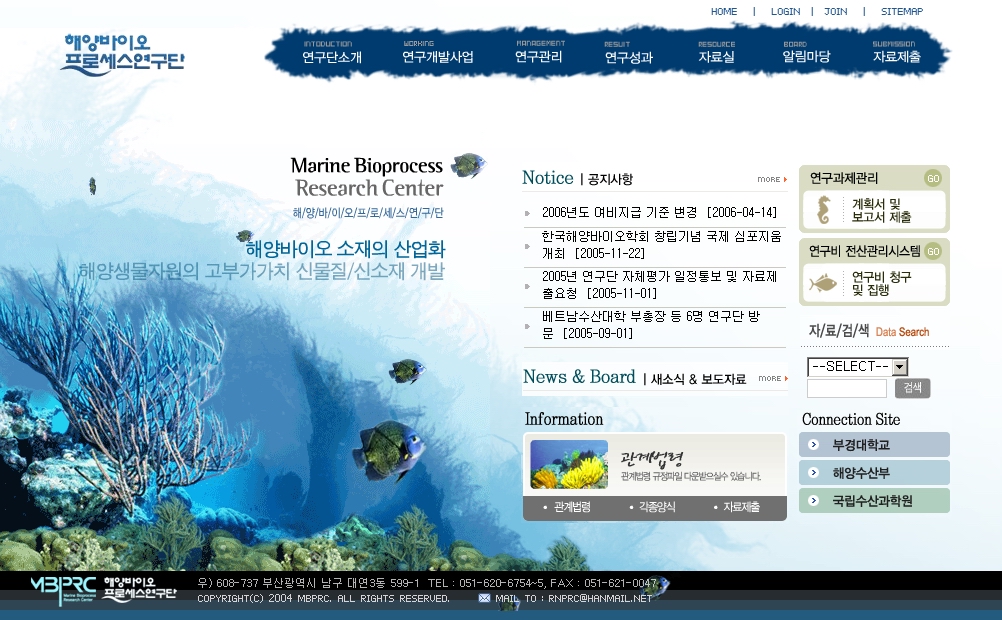 HOME | LOGIN | JOIN | SITEMAP
해양바이오
프로세스연구단
INTODUCTION
연구단소개
WORKING
연구개발사업
MANAGEMENT
연구관리
RESULT
연구성과
RESOURCE
자료실
BOARD
알림마당
SUBMISSION
자료제출
Marine Bioprocess
Research Center
해/양/바/이/오/프/로/세/스/연/구/단
해양바이오 소재의 산업화
해양생물자원의 고부가가치 신물질/신소재 개발
Notice | 공지사항
MORE
2006년도 여비지급 기준 변경 [2006-04-14]
한국해양바이오학회 창립기념 국제 심포지움
개최 [2005-11-22]
2005년 연구단 자체평가 일정통보 및 자료제
출요청 [2005-11-01]
베트남수산대학 부총장 등 6명 연구단 방
문 [2005-09-01]
News & Board | 새소식 & 보도자료
MORE
Information
관계법령
관계법령 규정파일 다운받으실수 있습니다.
• 관계법령
• 각종양식
• 자료제출
연구과제관리
GO
계획서 및
보고서 제출
연구비 전산관리시스템
GO
연구비 청구
및 집행
자/료/검/색 Data Search
--SELECT--
검색
Connection Site
부경대학교
해양수산부
국립수산과학원
MBPRC
Marine Bioprocess
Research Center
해양바이오
프로세스연구단
우) 608-737 부산광역시 남구 대연3동 599-1 TEL : 051-620-6754~5, FAX : 051-621-0047
COPYRIGHT(C) 2004 MBPRC. ALL RIGHTS RESERVED. MAIL TO : RNPRC@HANMAIL.NET